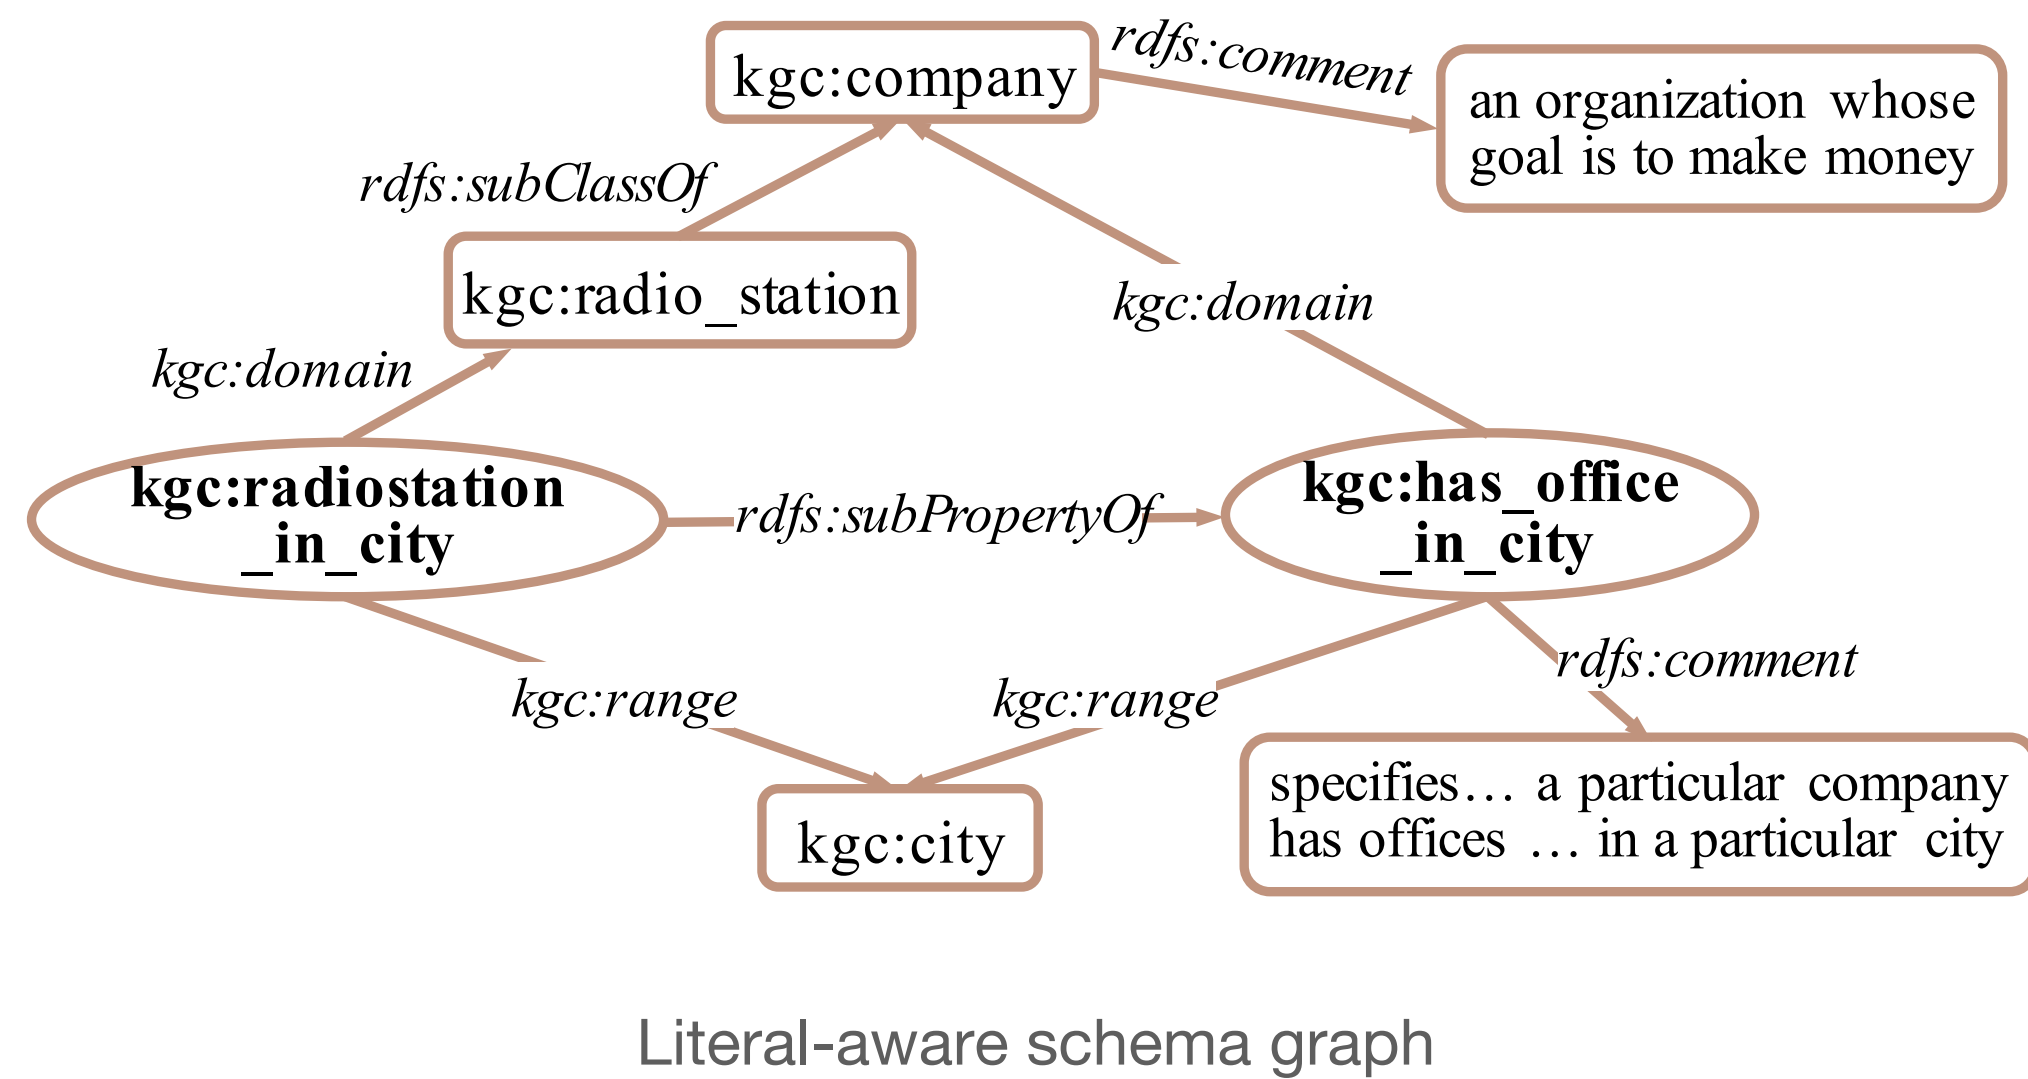 kgc:company
rdfs:comment
an organization whose
goal is to make money
rdfs:subClassOf
kgc:radio_station
kgc:domain
kgc:domain
kgc:radiostation
_in_city
rdfs:subPropertyOf
kgc:has_office
_in_city
kgc:range
kgc:range
rdfs:comment
kgc:city
specifies… a particular company
has offices … in a particular city
Literal-aware schema graph